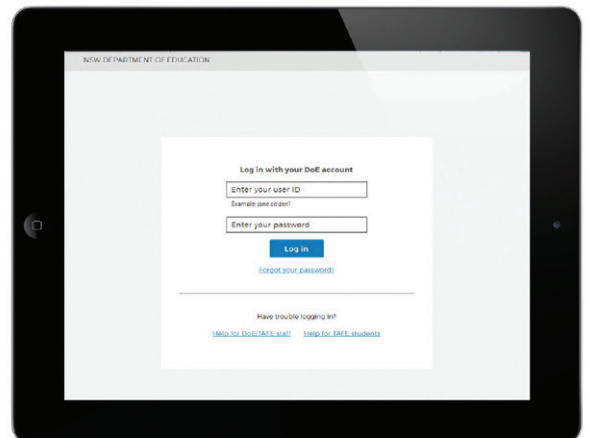 NSW DEPARTMENT OF EDUCATION
Log in with your DoE account
Enter your user ID
Example jane.citizen1
Enter your password
Log in
Forgot your password?
Have trouble logging in?
Help for DoE/TAFE staff Help for TAFE students